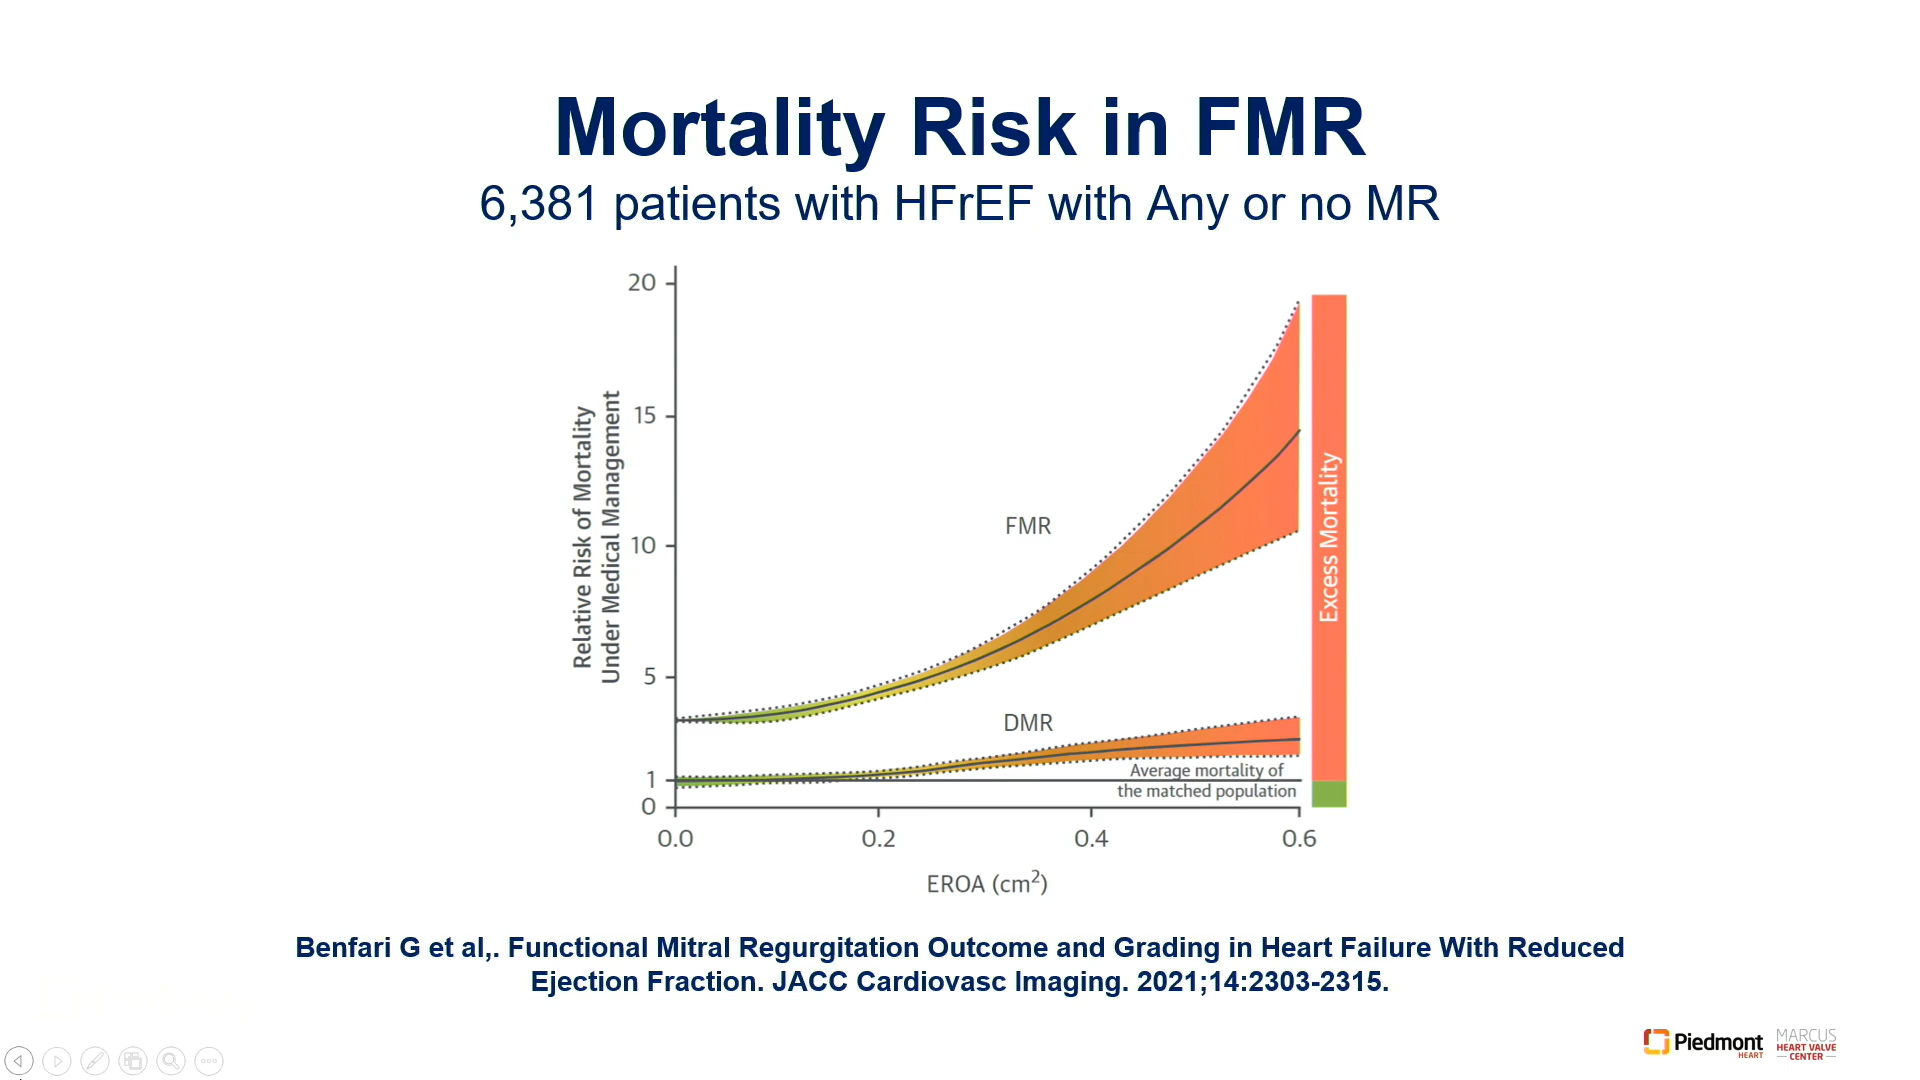 Mortality Risk in FMR
6,381 patients with HFrEF with Any or no MR
20
15
10
5
1
0
Relative Risk of Mortality
Under Medical Management
FMR
DMR
Average mortality of
the matched population
Excess Mortality
0.0 0.2 0.4 0.6
EROA (cm²)
Benfari G et al,. Functional Mitral Regurgitation Outcome and Grading in Heart Failure With Reduced
Ejection Fraction. JACC Cardiovasc Imaging. 2021;14:2303-2315.
Piedmont
HEART
MARCUS
HEART VALVE
CENTER